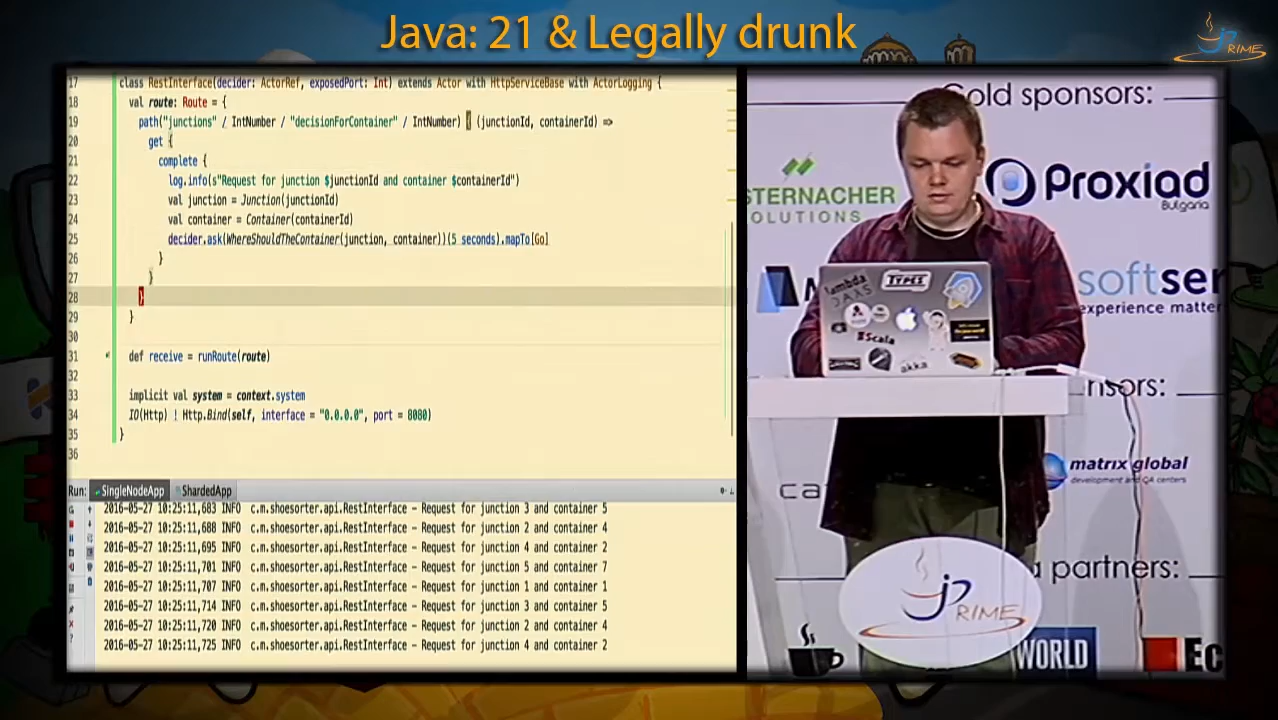 Java: 21 & Legally drunk
jPRIME
17 class RestInterface(decider: ActorRef, exposedPort: Int) extends Actor with HttpServiceBase with ActorLogging {
18 val route: Route = {
19 path("junctions" / IntNumber / "decisionForContainer" / IntNumber) { (junctionId, containerId) =>
20 get {
21 complete {
22 log.info(s"Request for junction $junctionId and container $containerId")
23 val junction = Junction(junctionId)
24 val container = Container(containerId)
25 decider.ask(WhereShouldTheContainer(junction, container))(5 seconds).mapTo[Go]
26 }
27 }
28 }
29 }
30
31 def receive = runRoute(route)
32
33 implicit val system = context.system
34 IO(Http) ! Http.Bind(self, interface = "0.0.0.0", port = 8080)
35 }
36
Run: SingleNodeApp ShardedApp
2016-05-27 10:25:11,683 INFO c.m.shoesorter.api.RestInterface - Request for junction 3 and container 5
2016-05-27 10:25:11,688 INFO c.m.shoesorter.api.RestInterface - Request for junction 2 and container 4
2016-05-27 10:25:11,695 INFO c.m.shoesorter.api.RestInterface - Request for junction 4 and container 2
2016-05-27 10:25:11,701 INFO c.m.shoesorter.api.RestInterface - Request for junction 5 and container 7
2016-05-27 10:25:11,707 INFO c.m.shoesorter.api.RestInterface - Request for junction 1 and container 1
2016-05-27 10:25:11,714 INFO c.m.shoesorter.api.RestInterface - Request for junction 3 and container 5
2016-05-27 10:25:11,720 INFO c.m.shoesorter.api.RestInterface - Request for junction 2 and container 4
2016-05-27 10:25:11,725 INFO c.m.shoesorter.api.RestInterface - Request for junction 4 and container 2
Gold sponsors:
STERNACHER
SOLUTIONS
Proxiad
Bulgaria
softser
experience matter
lambda
TYPES
Scala
akka
nsors:
matrix global
development and QA centers
partners:
jPRIME
WORLD
Ec